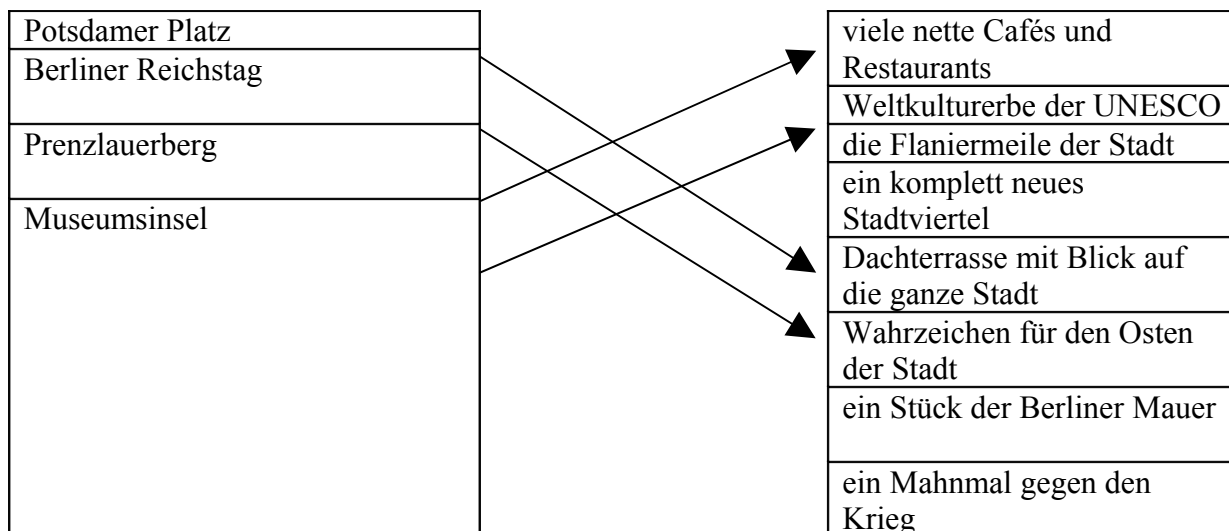 Potsdamer Platz
Berliner Reichstag
Prenzlauerberg
Museumsinsel
viele nette Cafés und
Restaurants
Weltkulturerbe der UNESCO
die Flaniermeile der Stadt
ein komplett neues
Stadtviertel
Dachterrasse mit Blick auf
die ganze Stadt
Wahrzeichen für den Osten
der Stadt
ein Stück der Berliner Mauer
ein Mahnmal gegen den
Krieg